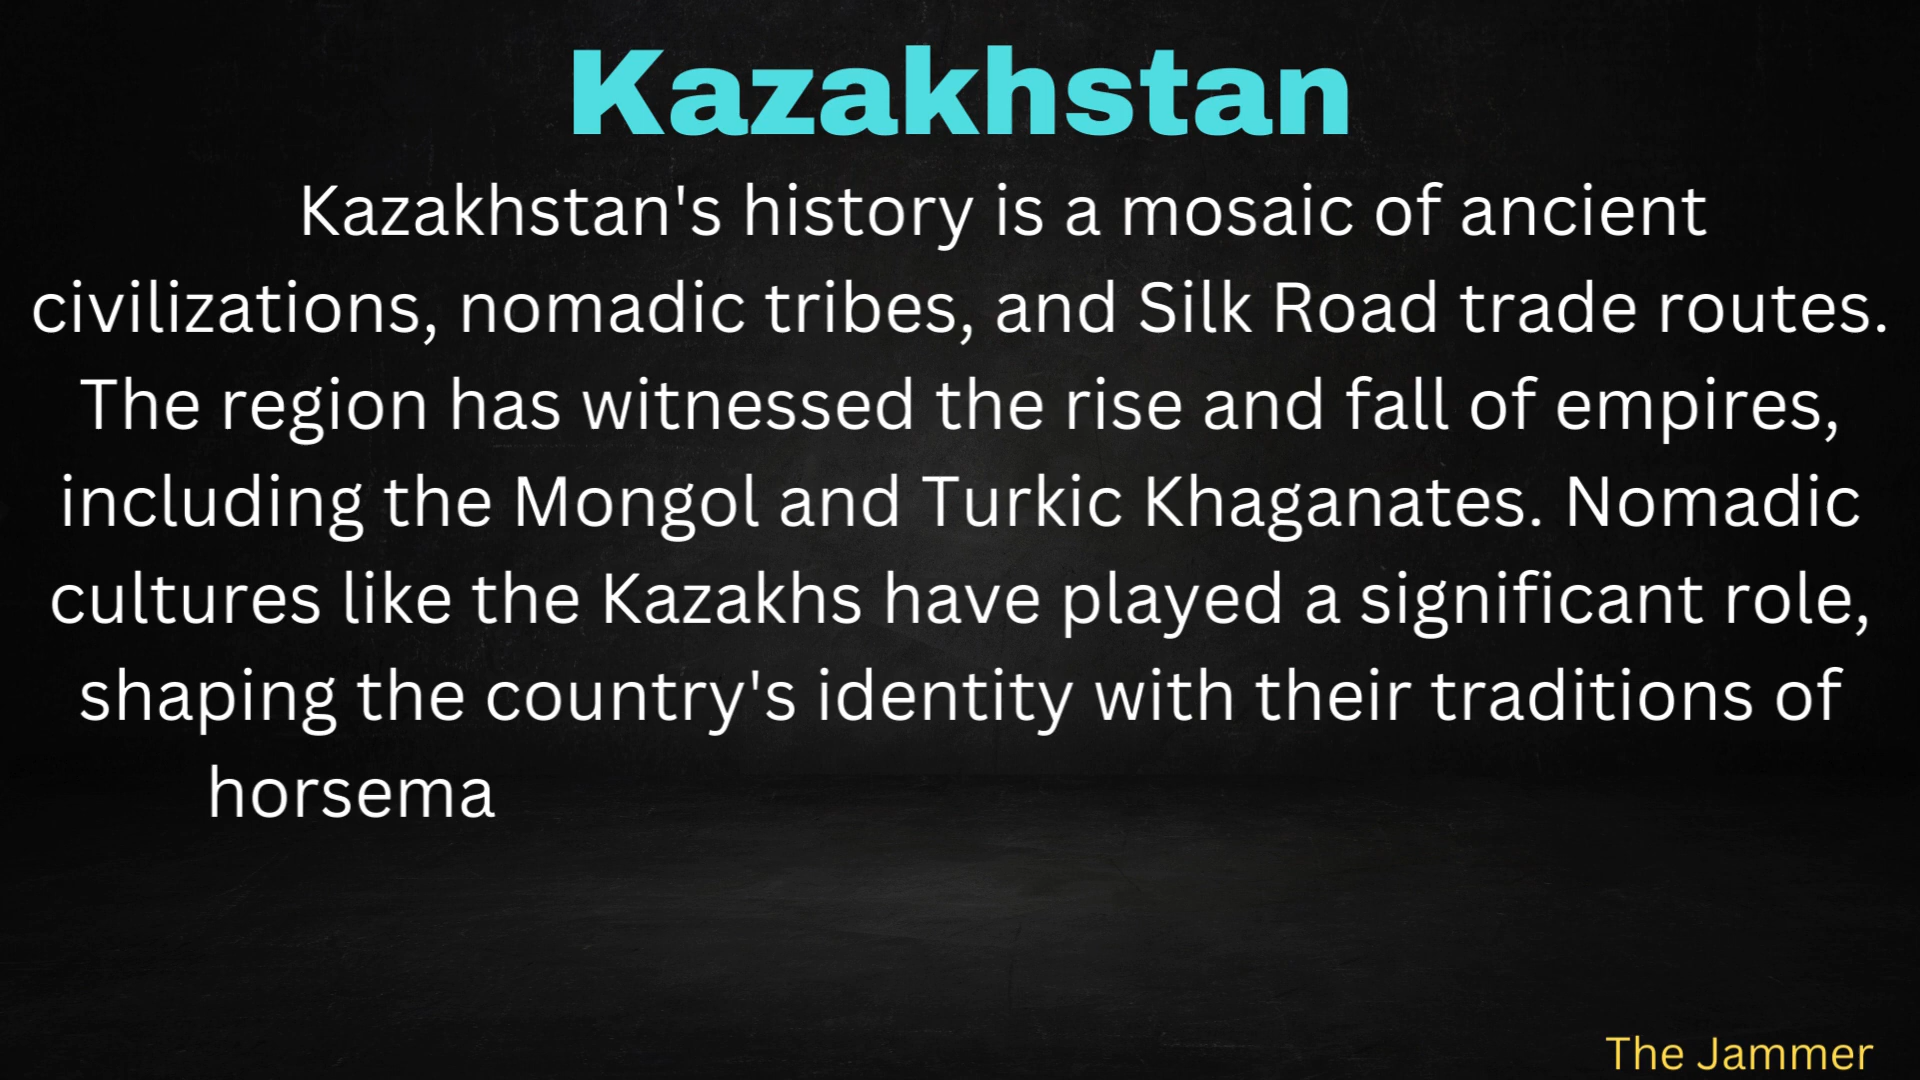 Kazakhstan
Kazakhstan's history is a mosaic of ancient
civilizations, nomadic tribes, and Silk Road trade routes.
The region has witnessed the rise and fall of empires,
including the Mongol and Turkic Khaganates. Nomadic
cultures like the Kazakhs have played a significant role,
shaping the country's identity with their traditions of
horsema
The Jammer